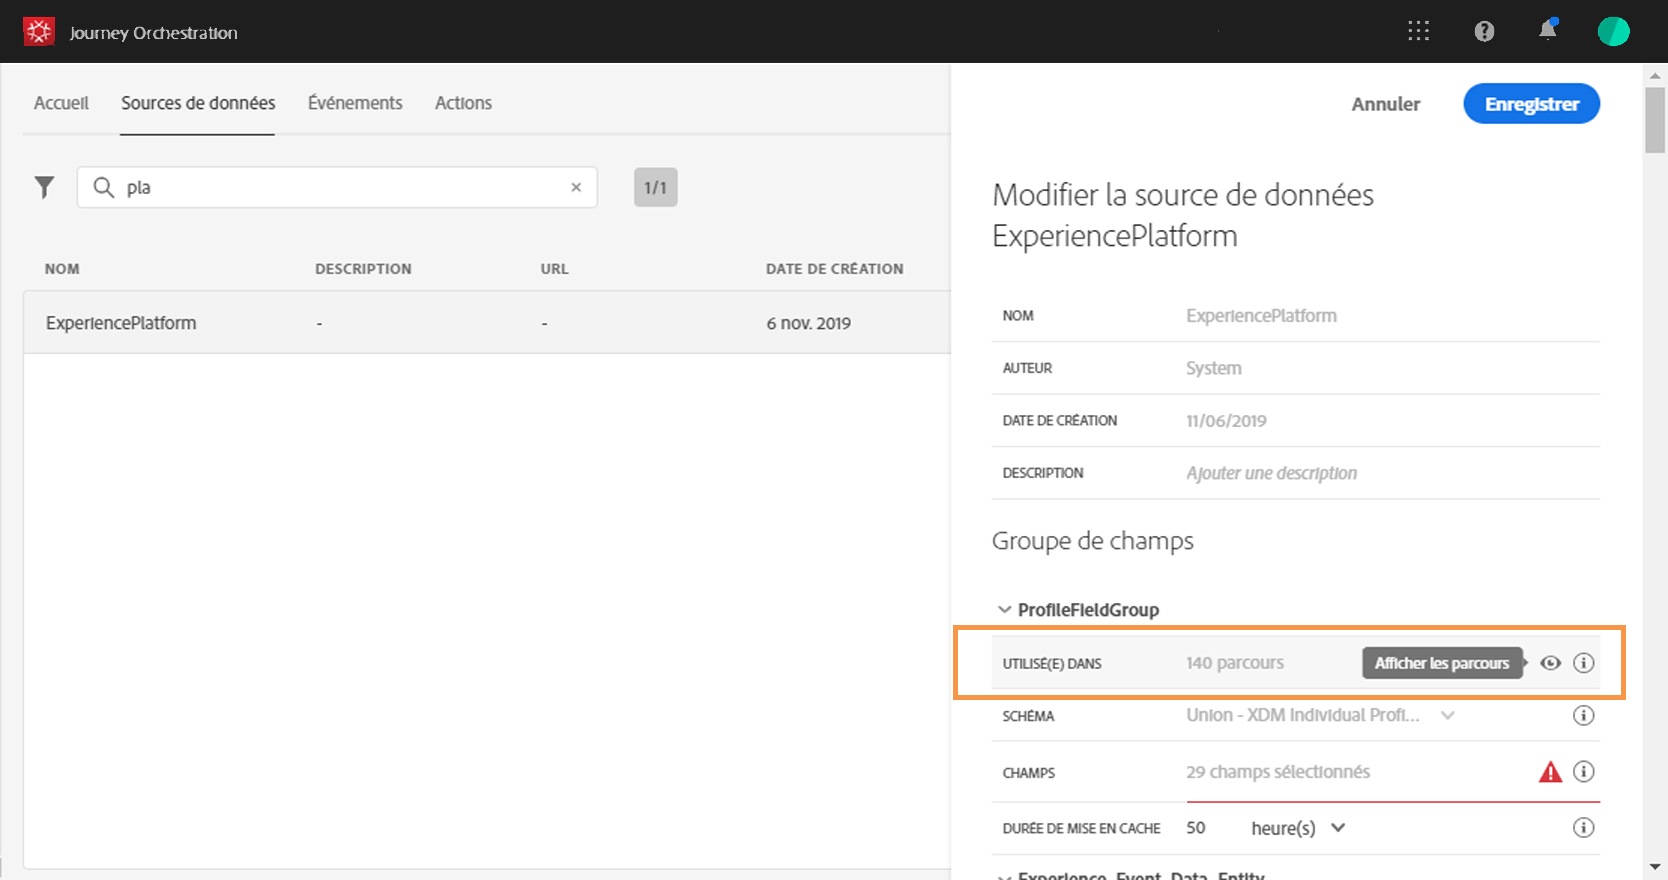 Journey Orchestration
Accueil Sources de données Événements Actions
Annuler Enregistrer
pla × 1/1
Modifier la source de données
ExperiencePlatform
NOM DESCRIPTION URL DATE DE CRÉATION
ExperiencePlatform - - 6 nov. 2019
NOM ExperiencePlatform
AUTEUR System
DATE DE CRÉATION 11/06/2019
DESCRIPTION Ajouter une description
Groupe de champs
ProfileFieldGroup
UTILISÉ(E) DANS 140 parcours Afficher les parcours
SCHÉMA Union - XDM Individual Profi...
CHAMPS 29 champs sélectionnés
DURÉE DE MISE EN CACHE 50 heure(s)
Experience_Event_Data_Entity